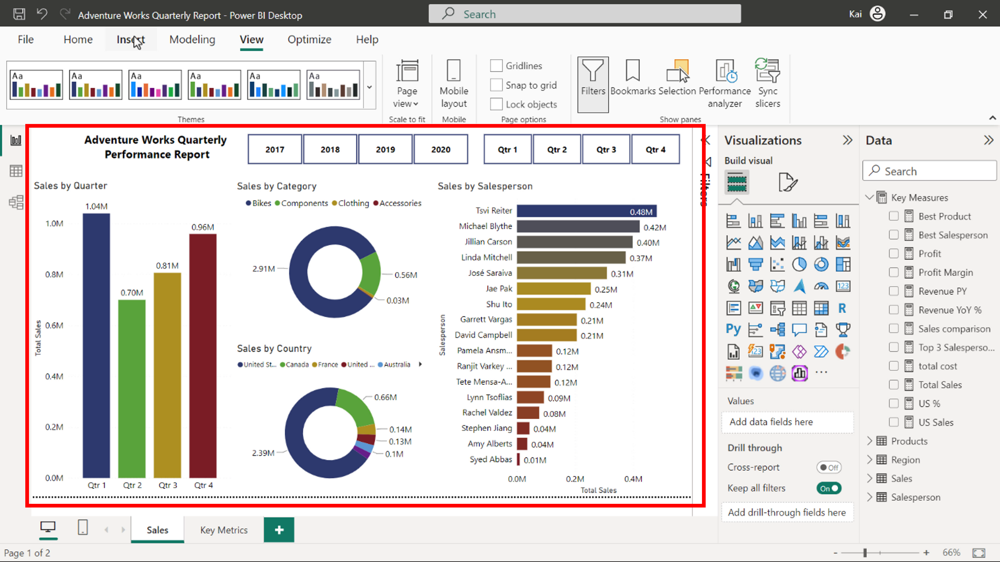 Adventure Works Quarterly Report - Power BI Desktop
Search
Kai
File Home Insert Modeling View Optimize Help
Aa Aa Aa Aa Aa Aa
Themes
Page view
Scale to fit
Mobile layout
Mobile
Gridlines
Snap to grid
Lock objects
Page options
Filters
Bookmarks
Selection
Performance analyzer
Sync slicers
Show panes
Adventure Works Quarterly
Performance Report
2017 2018 2019 2020
Qtr 1 Qtr 2 Qtr 3 Qtr 4
Sales by Quarter
1.04M
0.70M
0.81M
0.96M
1.0M
0.8M
0.6M
0.4M
0.2M
0.0M
Total Sales
Qtr 1 Qtr 2 Qtr 3 Qtr 4
Sales by Category
Bikes Components Clothing Accessories
2.91M
0.56M
0.03M
Sales by Country
United St... Canada France United ... Australia
0.66M
0.14M
0.13M
0.1M
2.39M
Sales by Salesperson
Salesperson
Tsvi Reiter 0.48M
Michael Blythe 0.42M
Jillian Carson 0.40M
Linda Mitchell 0.37M
José Saraiva 0.31M
Jae Pak 0.25M
Shu Ito 0.24M
Garrett Vargas 0.21M
David Campbell 0.21M
Pamela Ansm... 0.12M
Ranjit Varkey ... 0.12M
Tete Mensa-A... 0.12M
Lynn Tsoflias 0.09M
Rachel Valdez 0.08M
Stephen Jiang 0.04M
Amy Alberts 0.04M
Syed Abbas 0.01M
0.0M 0.2M 0.4M
Total Sales
Filters
Visualizations
Build visual
123
R
Py
123
Values
Add data fields here
Drill through
Cross-report Off
Keep all filters On
Add drill-through fields here
Data
Search
Key Measures
Best Product
Best Salesperson
Profit
Profit Margin
Revenue PY
Revenue YoY %
Sales comparison
Top 3 Salesperso...
total cost
Total Sales
US %
US Sales
Products
Region
Sales
Salesperson
Sales Key Metrics +
Page 1 of 2
- + 66%